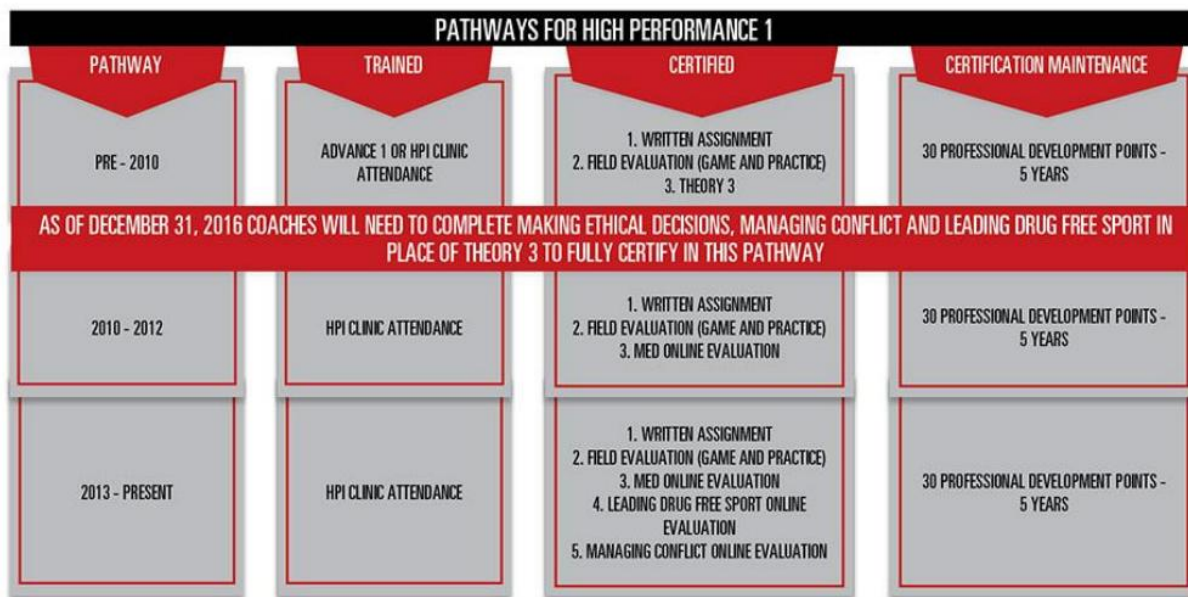 PATHWAYS FOR HIGH PERFORMANCE 1
PATHWAY
TRAINED
CERTIFIED
CERTIFICATION MAINTENANCE
PRE - 2010
ADVANCE 1 OR HPI CLINIC
ATTENDANCE
1. WRITTEN ASSIGNMENT
2. FIELD EVALUATION (GAME AND PRACTICE)
3. THEORY 3
30 PROFESSIONAL DEVELOPMENT POINTS -
5 YEARS
AS OF DECEMBER 31, 2016 COACHES WILL NEED TO COMPLETE MAKING ETHICAL DECISIONS, MANAGING CONFLICT AND LEADING DRUG FREE SPORT IN
PLACE OF THEORY 3 TO FULLY CERTIFY IN THIS PATHWAY
2010 - 2012
HPI CLINIC ATTENDANCE
1. WRITTEN ASSIGNMENT
2. FIELD EVALUATION (GAME AND PRACTICE)
3. MED ONLINE EVALUATION
30 PROFESSIONAL DEVELOPMENT POINTS -
5 YEARS
2013 - PRESENT
HPI CLINIC ATTENDANCE
1. WRITTEN ASSIGNMENT
2. FIELD EVALUATION (GAME AND PRACTICE)
3. MED ONLINE EVALUATION
4. LEADING DRUG FREE SPORT ONLINE
EVALUATION
5. MANAGING CONFLICT ONLINE EVALUATION
30 PROFESSIONAL DEVELOPMENT POINTS -
5 YEARS